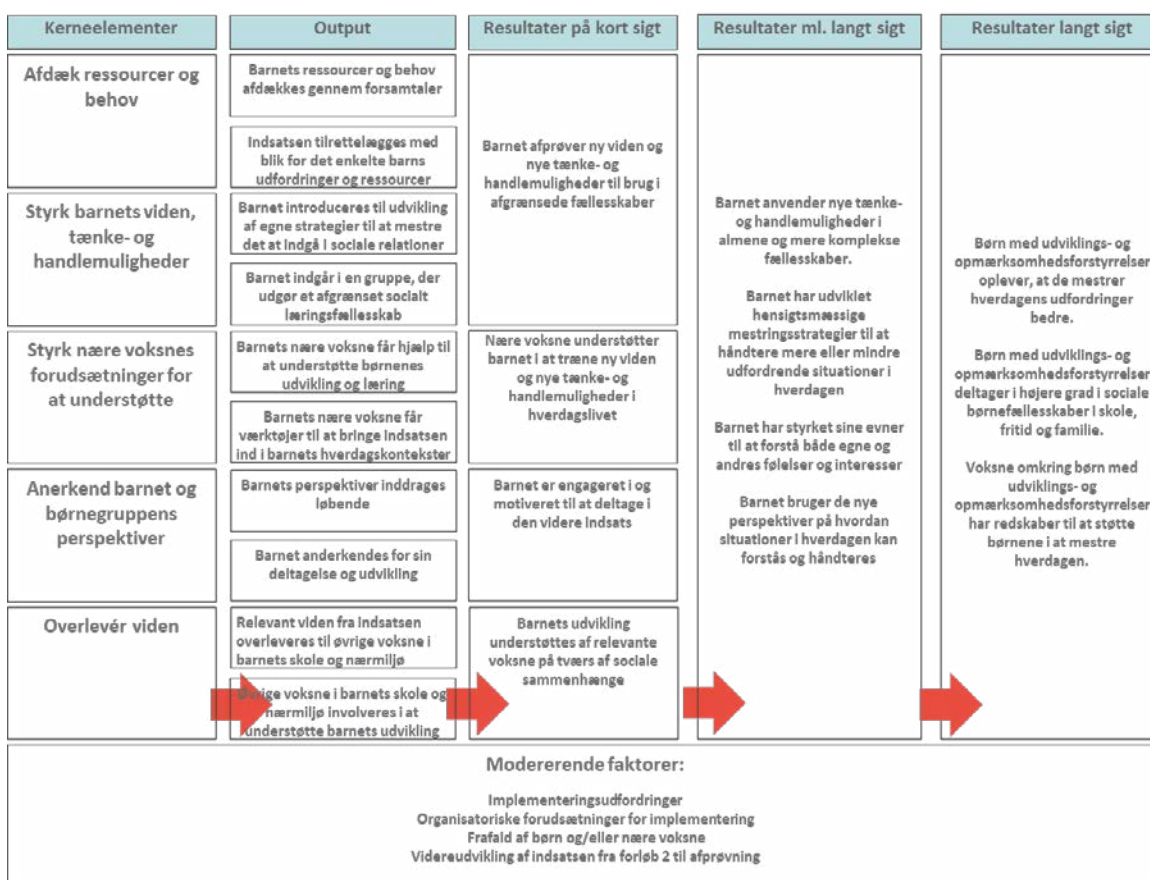 Kerneelementer
Output
Resultater på kort sigt
Resultater ml. langt sigt
Resultater langt sigt
Afdæk ressourcer og
behov
Barnets ressourcer og behov
afdækkes gennem forsamtaler
Indsatsen tilrettelægges med
blik for det enkelte barns
udfordringer og ressourcer
Styrk barnets viden,
tænke- og
handlemuligheder
Barnet introduceres til udvikling
af egne strategier til at mestre
det at indgå i sociale relationer
Barnet indgår i en gruppe, der
udgør et afgrænset socialt
læringsfællesskab
Barnet afprøver ny viden og
nye tænke- og
handlemuligheder til brug i
afgrænsede fællesskaber
Styrk nære voksnes
forudsætninger for
at understøtte
Barnets nære voksne får hjælp til
at understøtte børnenes
udvikling og læring
Barnets nære voksne får
værktøjer til at bringe indsatsen
ind i barnets hverdagskontekster
Nære voksne understøtter
barnet i at træne ny viden
og nye tænke- og
handlemuligheder i
hverdagslivet
Anerkend barnet og
børnegruppens
perspektiver
Barnets perspektiver inddrages
løbende
Barnet anderkendes for sin
deltagelse og udvikling
Barnet er engageret i og
motiveret til at deltage i
den videre indsats
Overlevér viden
Relevant viden fra indsatsen
overleveres til øvrige voksne i
barnets skole og nærmiljø
Øvrige voksne i barnets skole og
nærmiljø involveres i at
understøtte barnets udvikling
Barnets udvikling
understøttes af relevante
voksne på tværs af sociale
sammenhænge
Barnet anvender nye tænke-
og handlemuligheder i
almene og mere komplekse
fællesskaber.
Barnet har udviklet
hensigtsmæssige
mestringsstrategier til at
håndtere mere eller mindre
udfordrende situationer i
hverdagen
Barnet har styrket sine evner
til at forstå både egne og
andres følelser og interesser
Barnet bruger de nye
perspektiver på hvordan
situationer i hverdagen kan
forstås og håndteres
Børn med udviklings- og
opmærksomhedsforstyrrelser
oplever, at de mestrer
hverdagens udfordringer
bedre.
Børn med udviklings- og
opmærksomhedsforstyrrelser
deltager i højere grad i sociale
børnefællesskaber i skole,
fritid og familie.
Voksne omkring børn med
udviklings- og
opmærksomhedsforstyrrelser
har redskaber til at støtte
børnene i at mestre
hverdagen.
Modererende faktorer:
Implementeringsudfordringer
Organisatoriske forudsætninger for implementering
Frafald af børn og/eller nære voksne
Videreudvikling af indsatsen fra forløb 2 til afprøvning